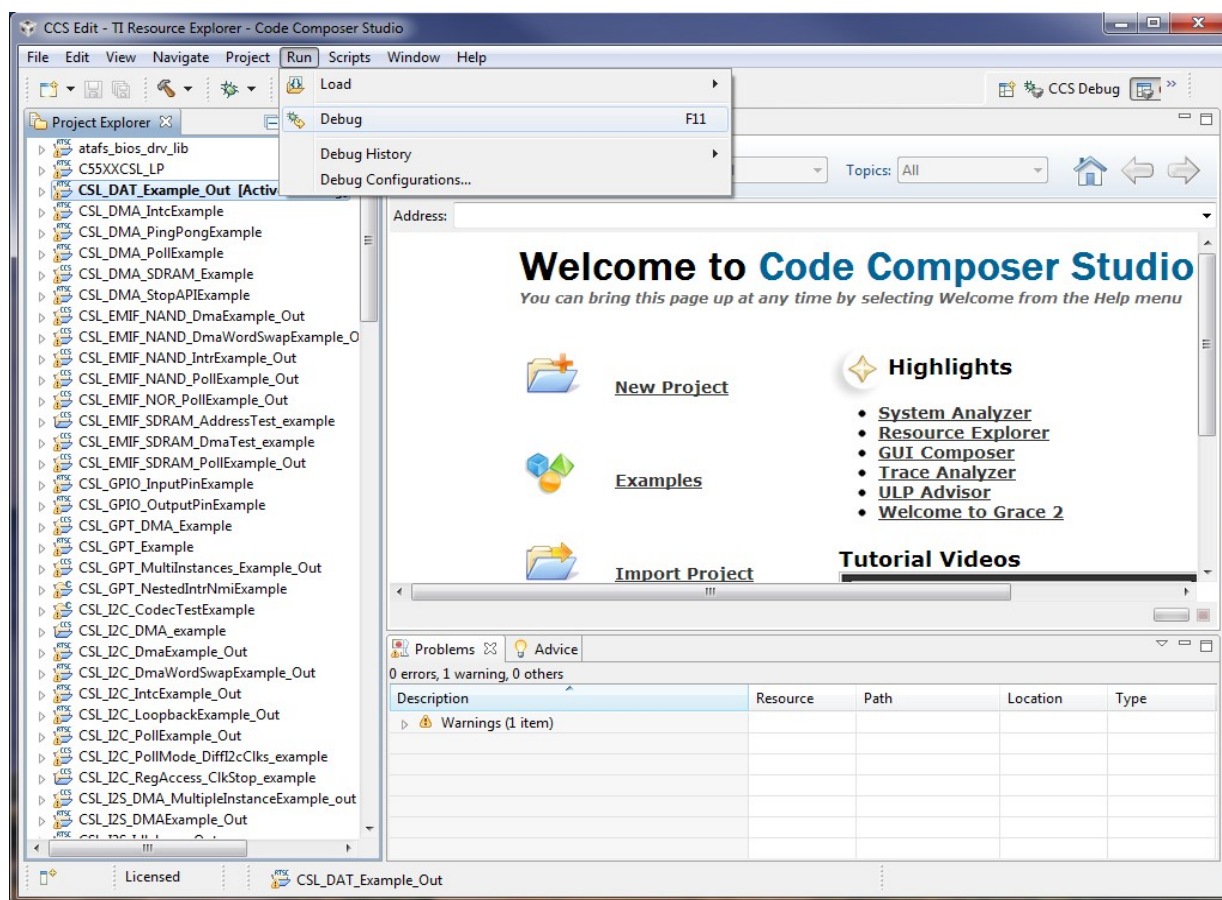 CCS Edit - TI Resource Explorer - Code Composer Studio
File Edit View Navigate Project Run Scripts Window Help
Load
Debug F11
Debug History
Debug Configurations...
CCS Debug
Project Explorer
Topics: All
Address:
atafs_bios_drv_lib
C55XXCSL_LP
CSL_DAT_Example_Out [Activ
CSL_DMA_IntcExample
CSL_DMA_PingPongExample
CSL_DMA_PollExample
CSL_DMA_SDRAM_Example
CSL_DMA_StopAPIExample
CSL_EMIF_NAND_DmaExample_Out
CSL_EMIF_NAND_DmaWordSwapExample_O
CSL_EMIF_NAND_IntrExample_Out
CSL_EMIF_NAND_PollExample_Out
CSL_EMIF_NOR_PollExample_Out
CSL_EMIF_SDRAM_AddressTest_example
CSL_EMIF_SDRAM_DmaTest_example
CSL_EMIF_SDRAM_PollExample_Out
CSL_GPIO_InputPinExample
CSL_GPIO_OutputPinExample
CSL_GPT_DMA_Example
CSL_GPT_Example
CSL_GPT_MultiInstances_Example_Out
CSL_GPT_NestedIntrNmiExample
CSL_I2C_CodecTestExample
CSL_I2C_DMA_example
CSL_I2C_DmaExample_Out
CSL_I2C_DmaWordSwapExample_Out
CSL_I2C_IntcExample_Out
CSL_I2C_LoopbackExample_Out
CSL_I2C_PollExample_Out
CSL_I2C_PollMode_DiffI2cClks_example
CSL_I2C_RegAccess_ClkStop_example
CSL_I2S_DMA_MultipleInstanceExample_out
CSL_I2S_DMAExample_Out
Welcome to Code Composer Studio
You can bring this page up at any time by selecting Welcome from the Help menu
New Project
Examples
Import Project
Highlights
System Analyzer
Resource Explorer
GUI Composer
Trace Analyzer
ULP Advisor
Welcome to Grace 2
Tutorial Videos
Problems Advice
0 errors, 1 warning, 0 others
Description Resource Path Location Type
Warnings (1 item)
Licensed CSL_DAT_Example_Out